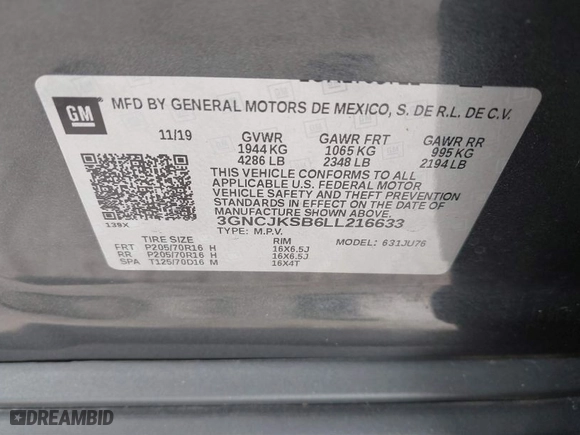 GM
MFD BY GENERAL MOTORS DE MEXICO, S. DE R.L. DE C.V.
11/19 GVWR GAWR FRT GAWR RR
1944 KG 1065 KG 995 KG
4286 LB 2348 LB 2194 LB
THIS VEHICLE CONFORMS TO ALL
APPLICABLE U.S. FEDERAL MOTOR
VEHICLE SAFETY AND THEFT PREVENTION
STANDARDS IN EFFECT ON THE DATE OF
MANUFACTURE SHOWN ABOVE.
139X 3GNCJKSB6LL216633
TYPE: M.P.V. MODEL: 631JU76
TIRE SIZE RIM
FRT P205/70R16 H 16X6.5J
RR P205/70R16 H 16X6.5J
SPA T125/70D16 M 16X4T
DREAMBID